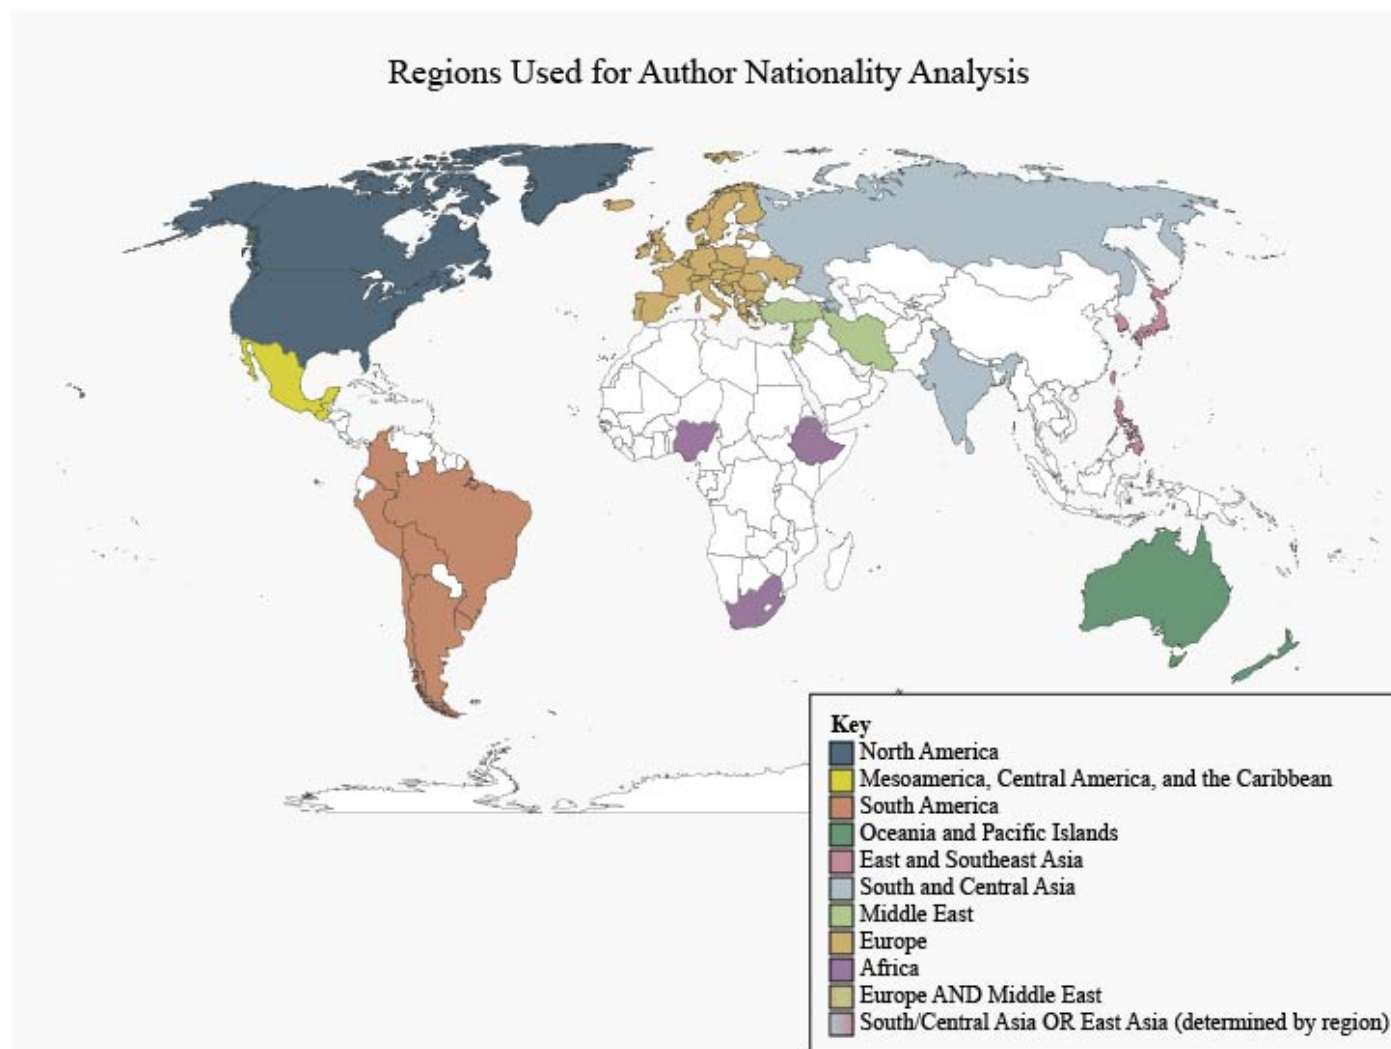 Regions Used for Author Nationality Analysis
Key
North America
Mesoamerica, Central America, and the Caribbean
South America
Oceania and Pacific Islands
East and Southeast Asia
South and Central Asia
Middle East
Europe
Africa
Europe AND Middle East
South/Central Asia OR East Asia (determined by region)